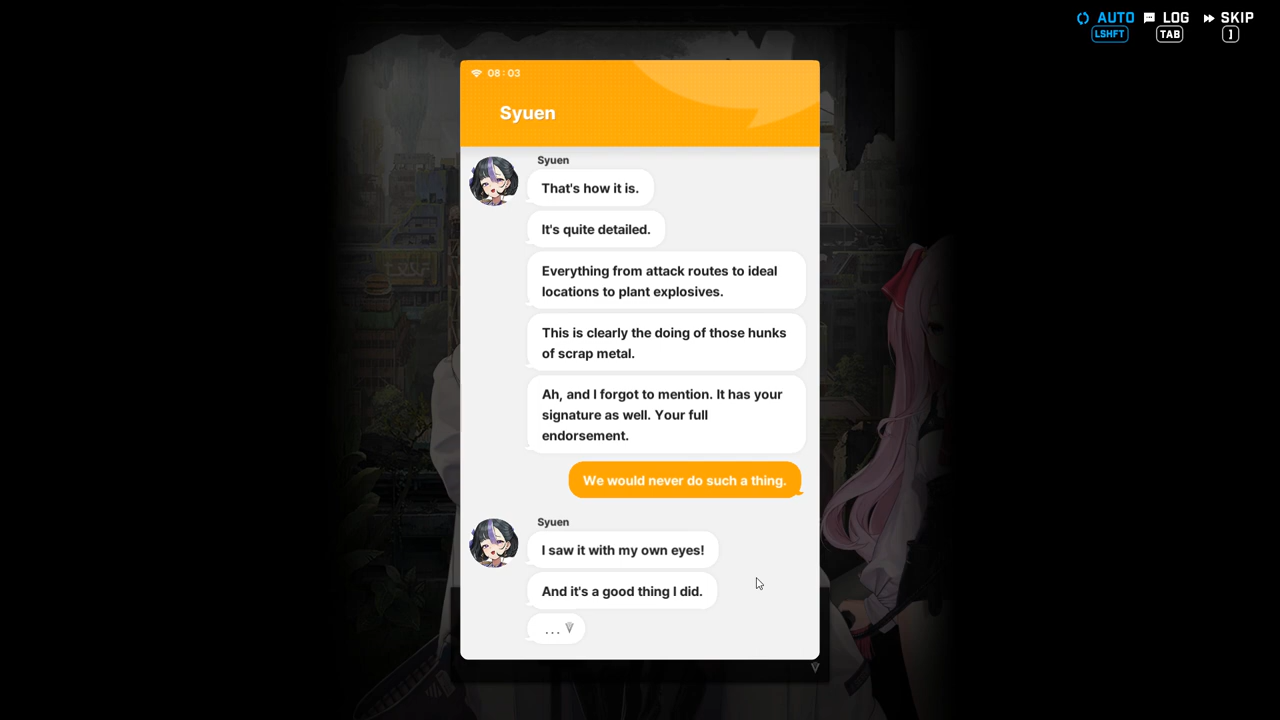 AUTO LOG SKIP
LSHFT TAB ]
08:03
Syuen
Syuen
That's how it is.
It's quite detailed.
Everything from attack routes to ideal
locations to plant explosives.
This is clearly the doing of those hunks
of scrap metal.
Ah, and I forgot to mention. It has your
signature as well. Your full
endorsement.
We would never do such a thing.
Syuen
I saw it with my own eyes!
And it's a good thing I did.
...